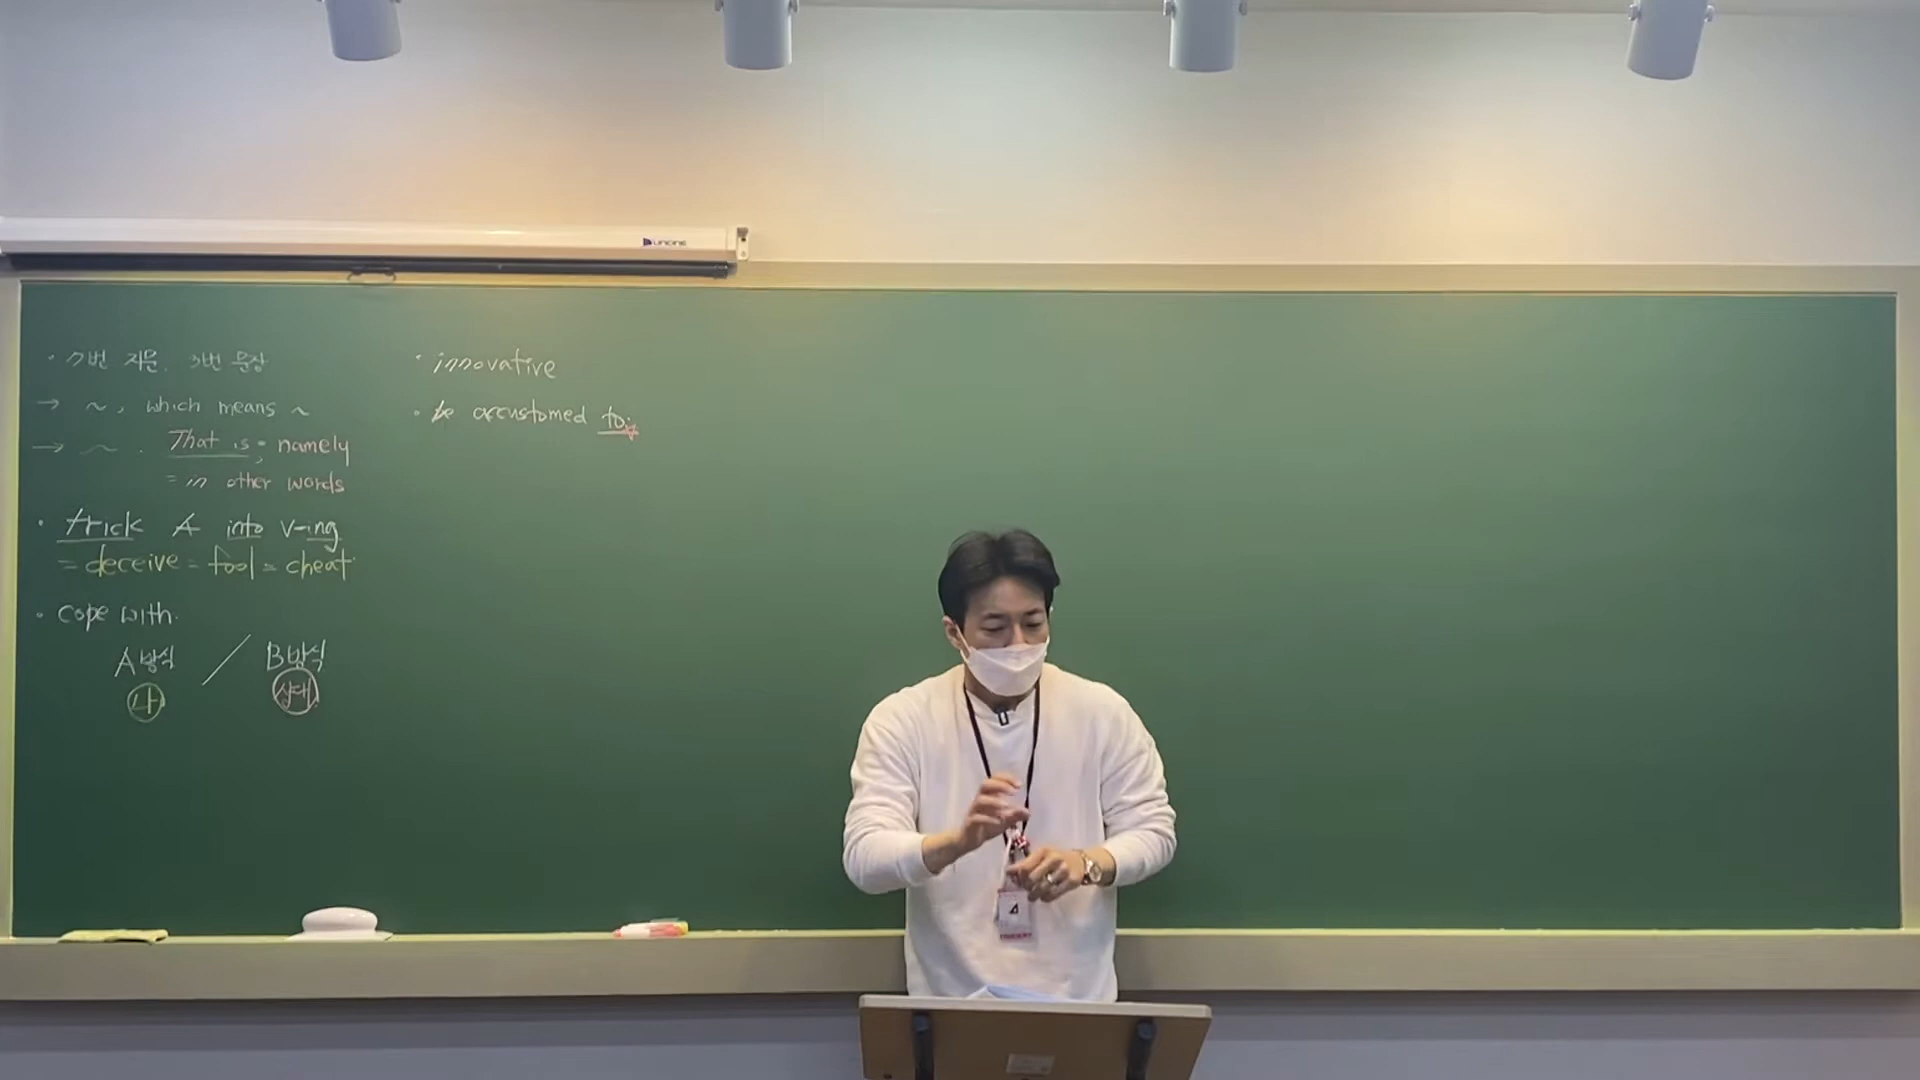 · 7번 지문. 3번 문장
→ ~, which means ~
→ ~. That is; namely
= in other words
· trick A into v-ing
= deceive = fool = cheat
· cope with.
A방식 / B방식
나 상대
· innovative
· be accustomed to